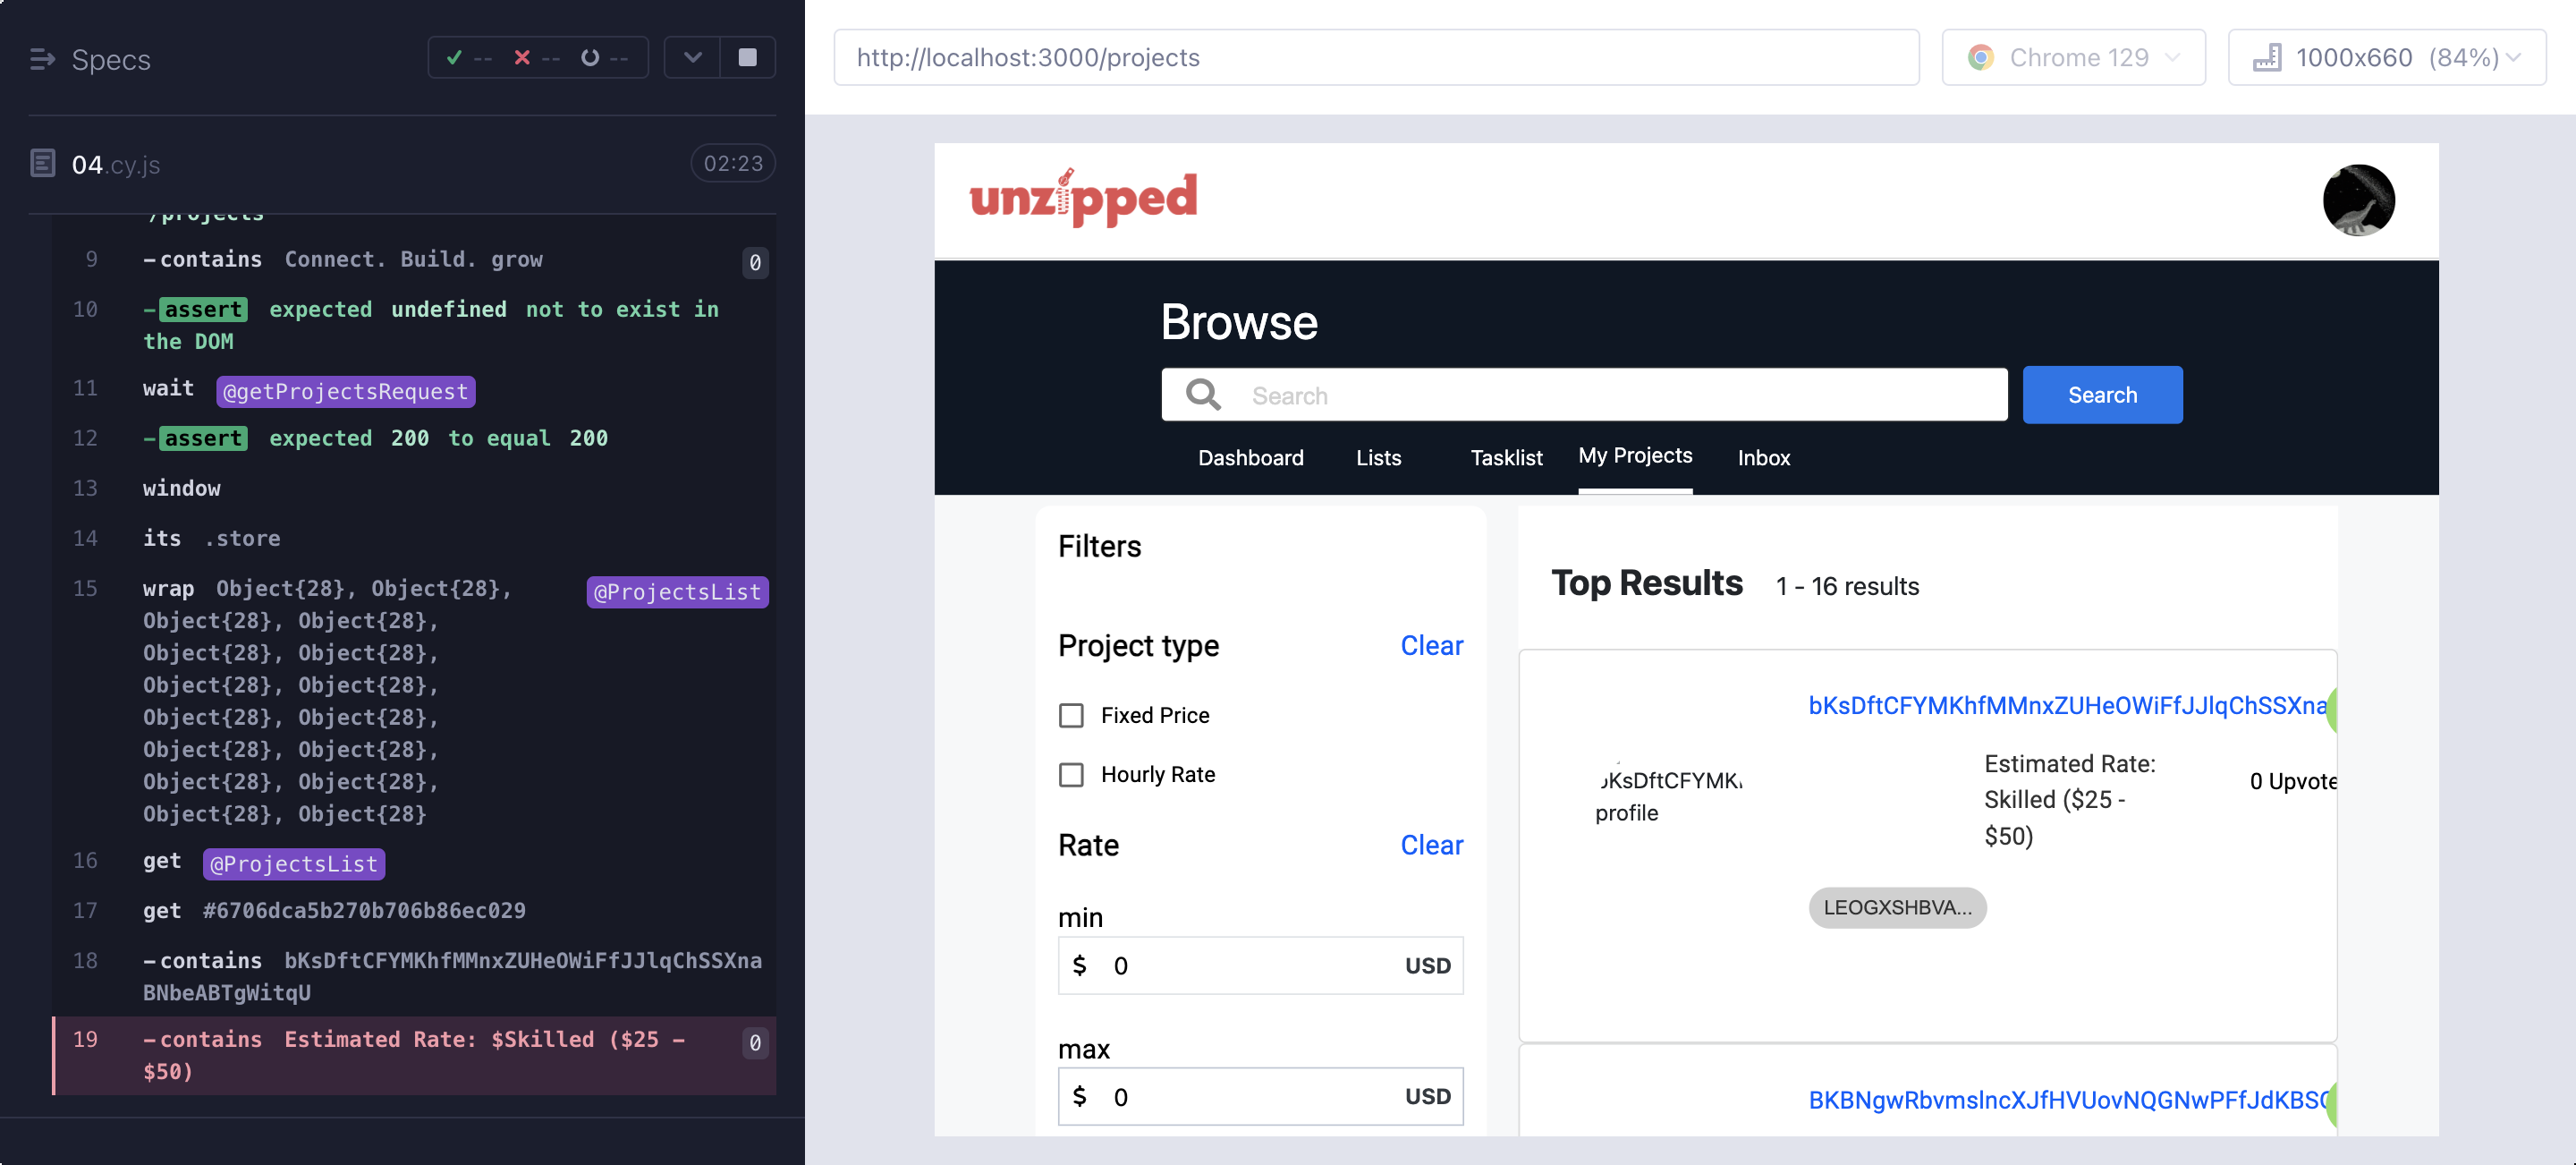 Specs
-- -- --
04.cy.js
02:23
/projects
9 -contains Connect. Build. grow 0
10 -assert expected undefined not to exist in
the DOM
11 wait @getProjectsRequest
12 -assert expected 200 to equal 200
13 window
14 its .store
15 wrap Object{28}, Object{28}, @ProjectsList
Object{28}, Object{28},
Object{28}, Object{28},
Object{28}, Object{28},
Object{28}, Object{28},
Object{28}, Object{28},
Object{28}, Object{28},
Object{28}, Object{28}
16 get @ProjectsList
17 get #6706dca5b270b706b86ec029
18 -contains bKsDftCFYMKhfMMnxZUHeOWiFfJJlqChSSXna
BNbeABTgWitqU
19 -contains Estimated Rate: $Skilled ($25 -
$50) 0
http://localhost:3000/projects
Chrome 129
1000x660 (84%)
unzipped
Browse
Search
Search
Dashboard Lists Tasklist My Projects Inbox
Filters
Project type Clear
Fixed Price
Hourly Rate
Rate Clear
min
$ 0 USD
max
$ 0 USD
Top Results 1 - 16 results
bKsDftCFYMKhfMMnxZUHeOWiFfJJlqChSSXna
bKsDftCFYMK
profile
Estimated Rate:
Skilled ($25 -
$50)
0 Upvote
LEOGXSHBVA...
BKBNgwRbvmslncXJfHVUovNQGNwPFfJdKBSC